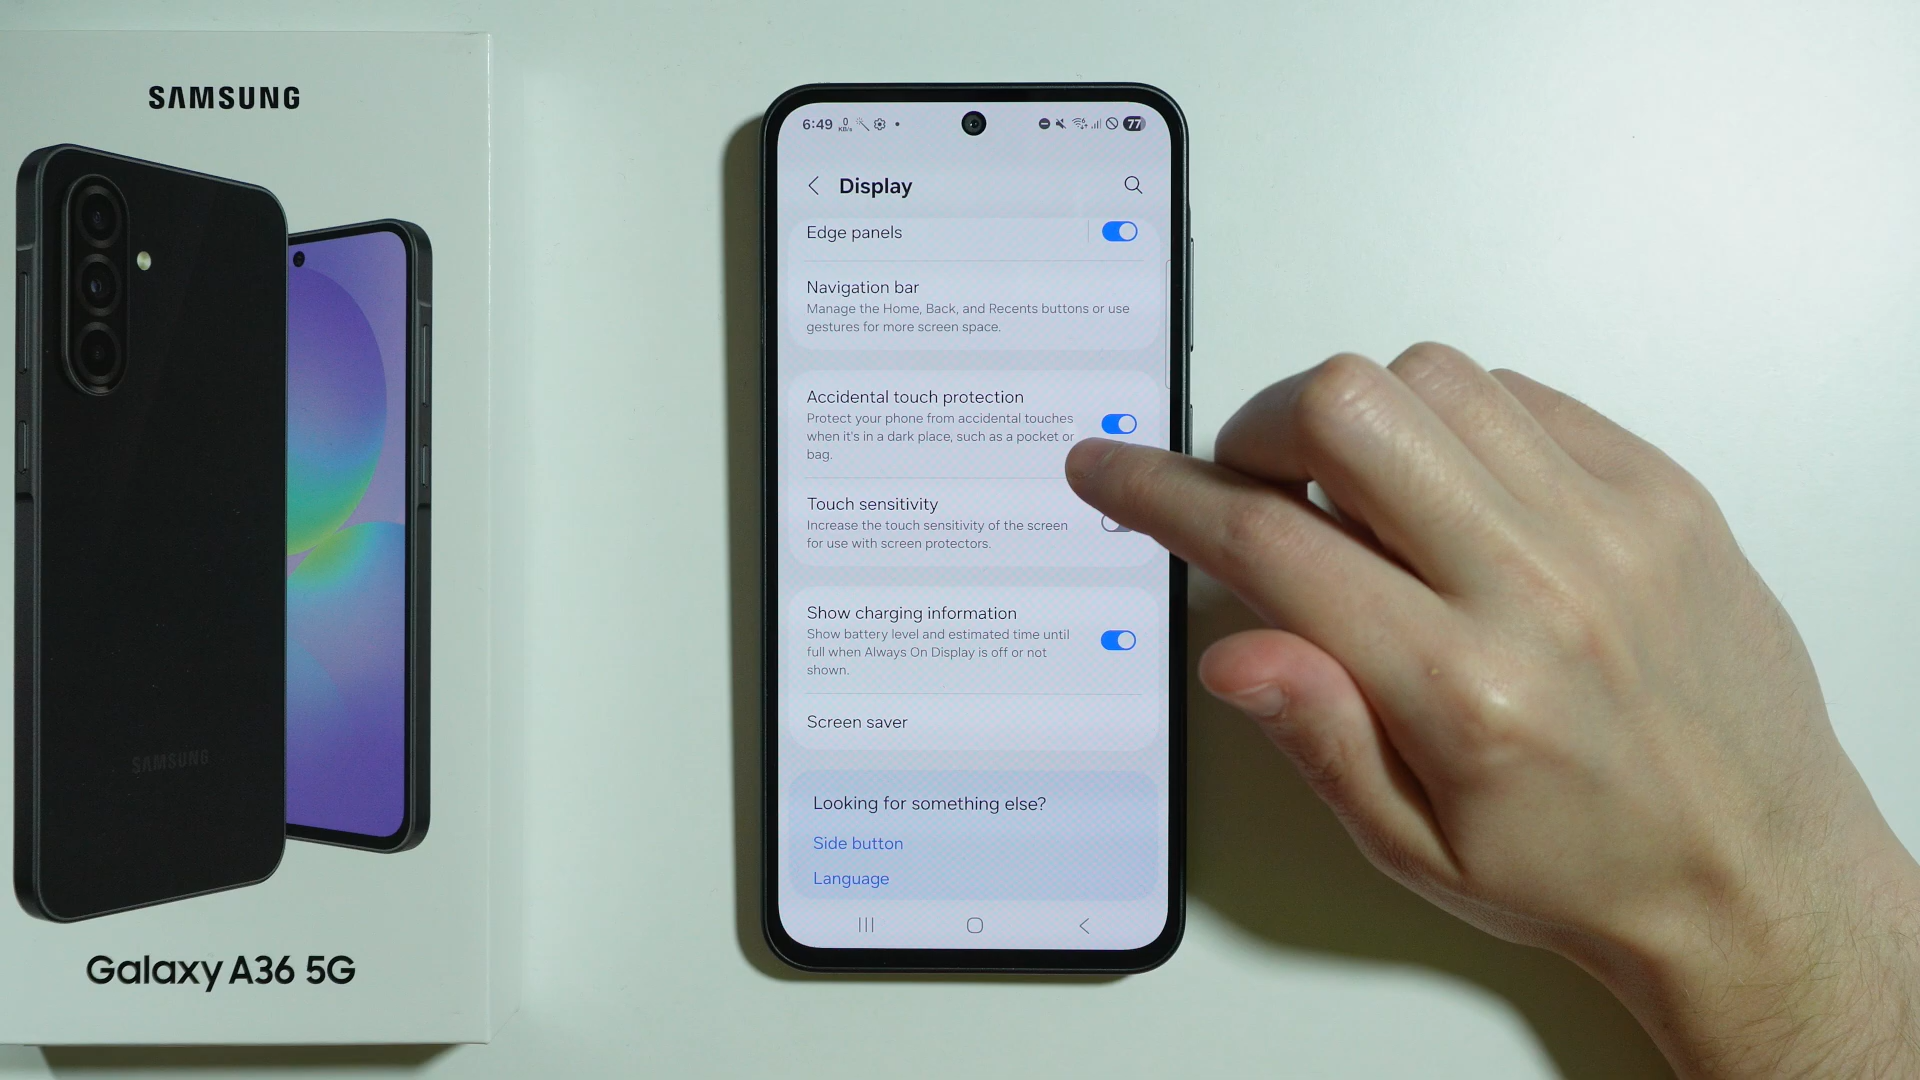 SAMSUNG
SAMSUNG
Galaxy A36 5G
6:49 0 KB/s 77
Display
Edge panels
Navigation bar
Manage the Home, Back, and Recents buttons or use
gestures for more screen space.
Accidental touch protection
Protect your phone from accidental touches
when it's in a dark place, such as a pocket or
bag.
Touch sensitivity
Increase the touch sensitivity of the screen
for use with screen protectors.
Show charging information
Show battery level and estimated time until
full when Always On Display is off or not
shown.
Screen saver
Looking for something else?
Side button
Language